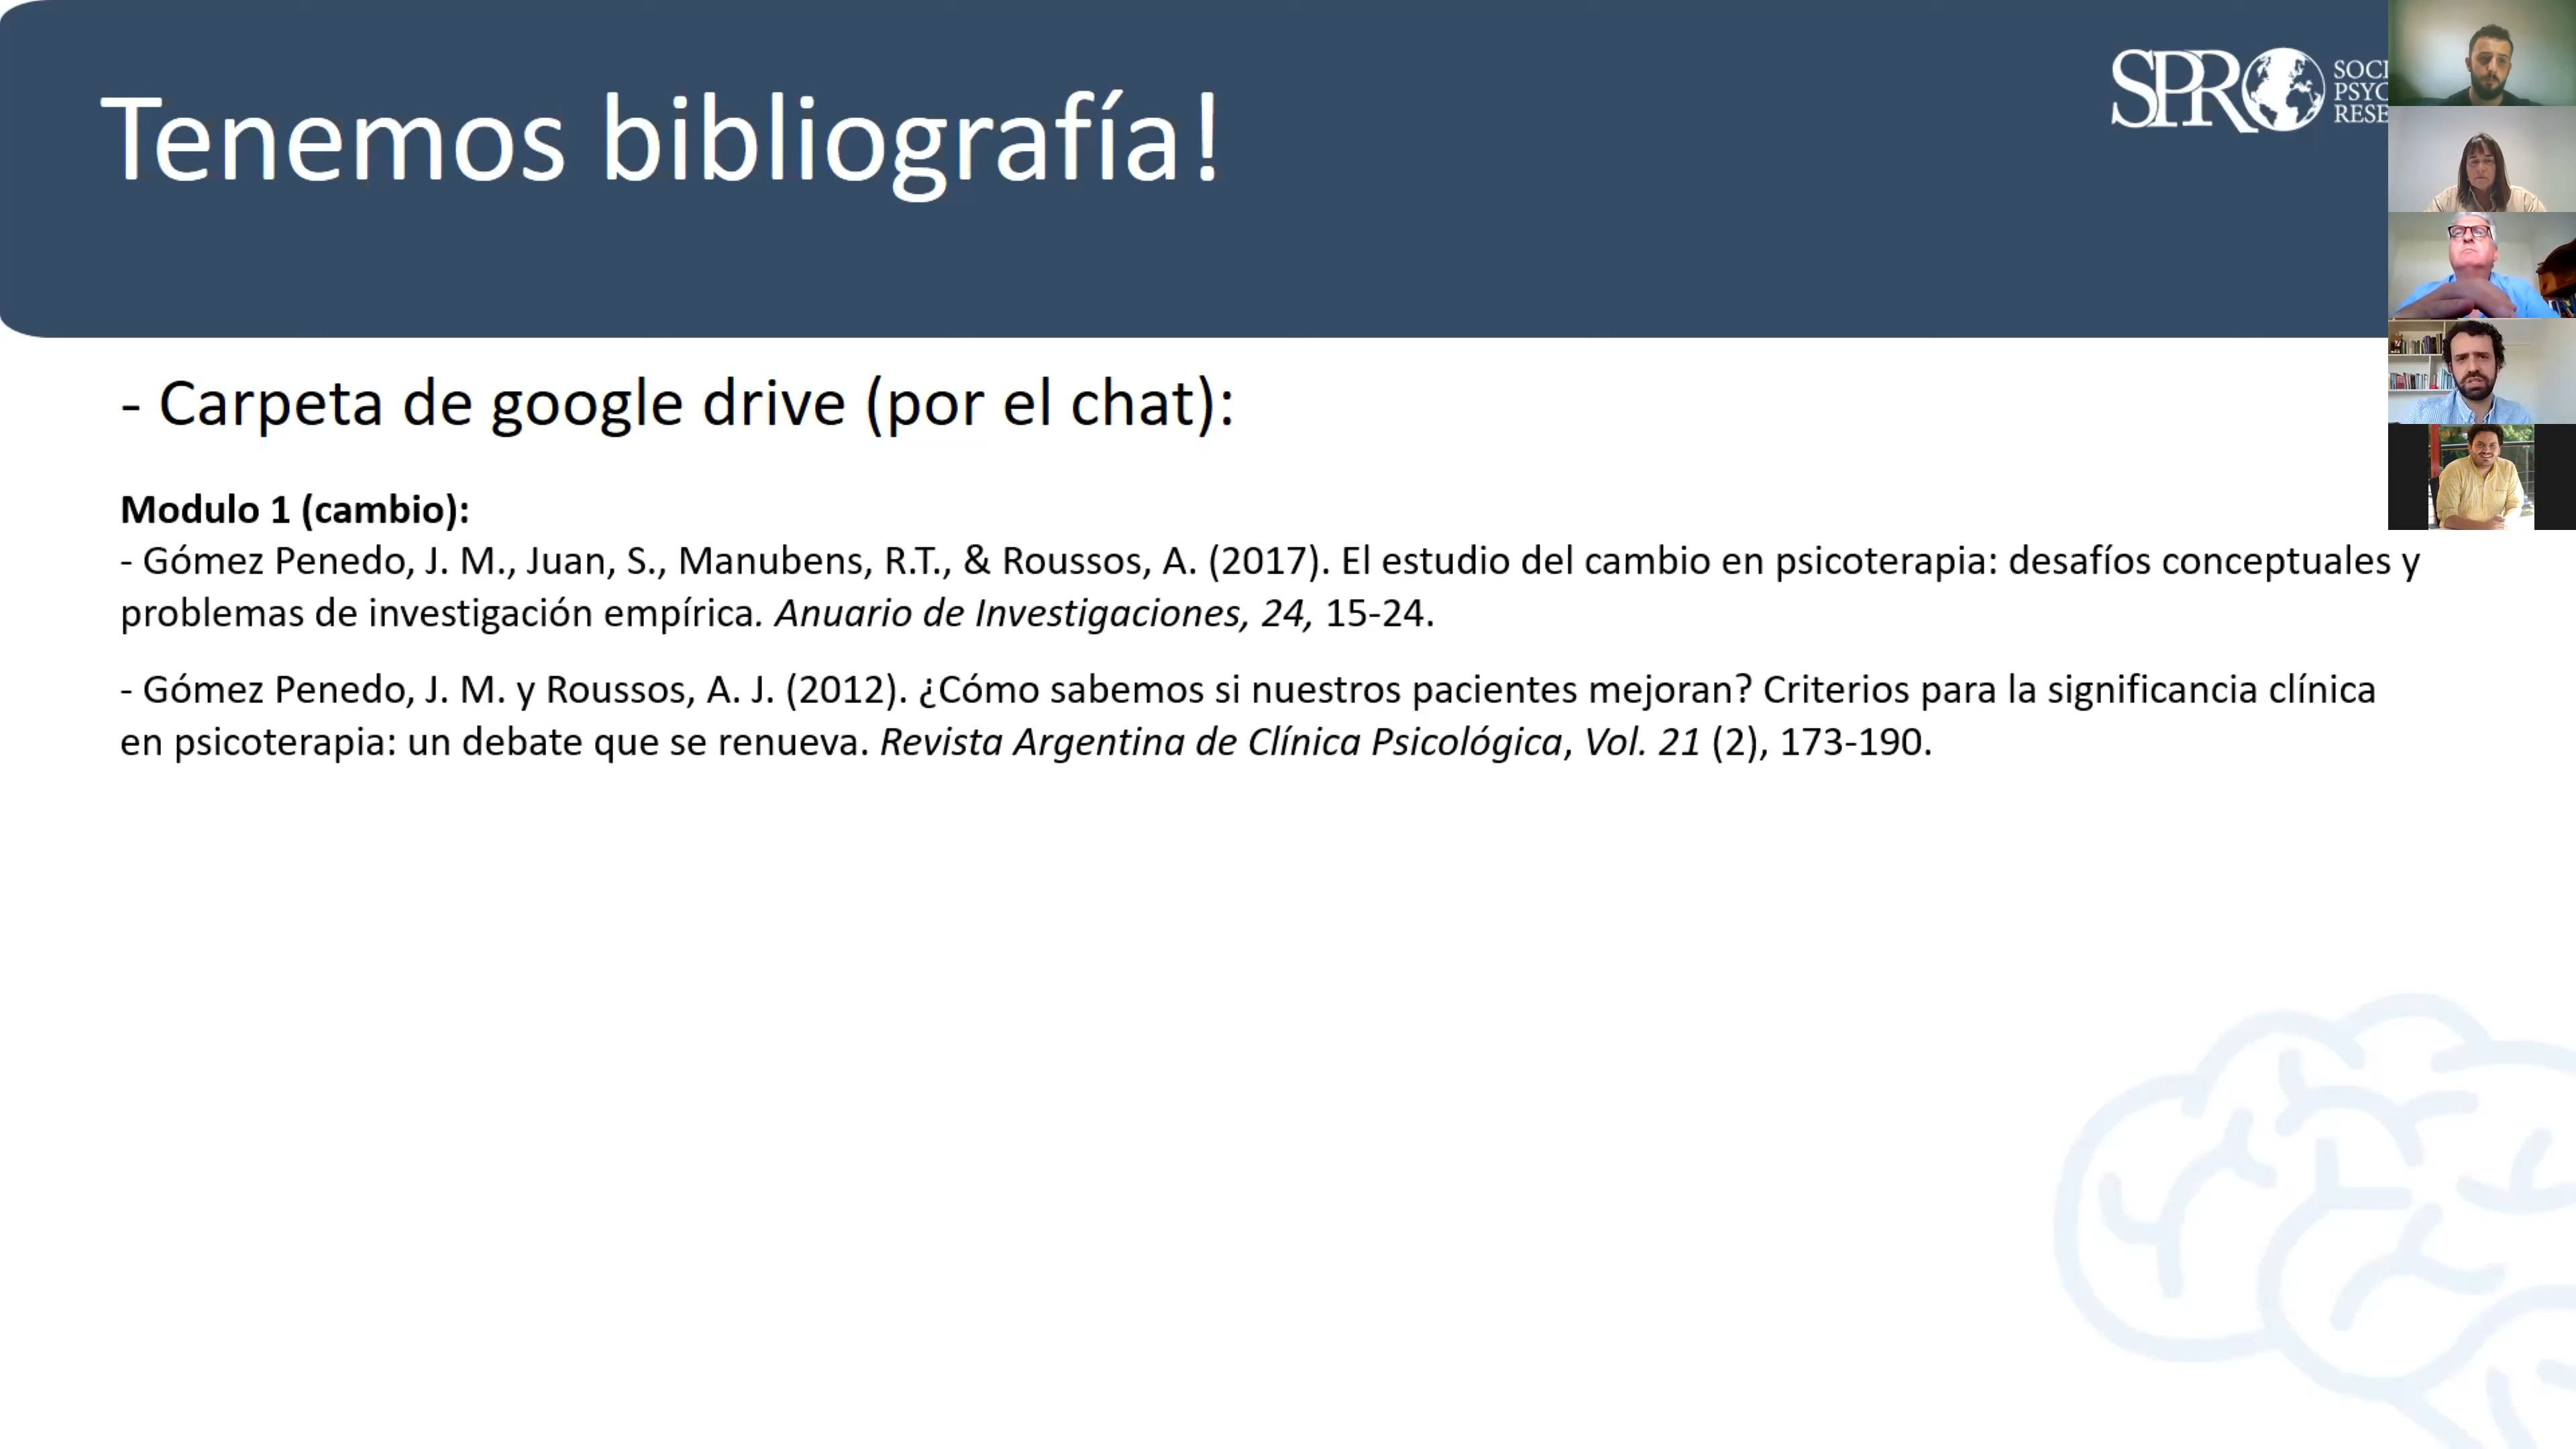 Tenemos bibliografía!
SPR
- Carpeta de google drive (por el chat):
Modulo 1 (cambio):
- Gómez Penedo, J. M., Juan, S., Manubens, R.T., & Roussos, A. (2017). El estudio del cambio en psicoterapia: desafíos conceptuales y
problemas de investigación empírica. Anuario de Investigaciones, 24, 15-24.
- Gómez Penedo, J. M. y Roussos, A. J. (2012). ¿Cómo sabemos si nuestros pacientes mejoran? Criterios para la significancia clínica
en psicoterapia: un debate que se renueva. Revista Argentina de Clínica Psicológica, Vol. 21 (2), 173-190.